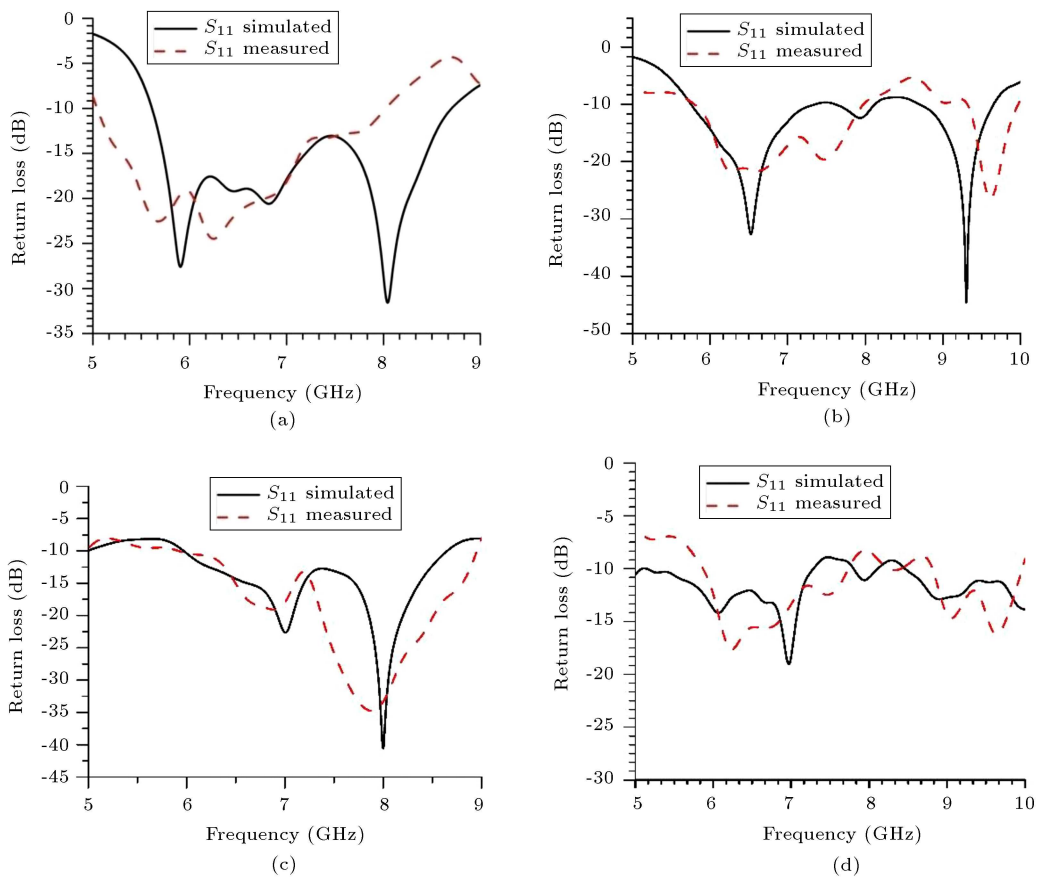 S11 simulated
S11 measured
0
-5
-10
-15
-20
-25
-30
-35
Return loss (dB)
5 6 7 8 9
Frequency (GHz)
(a)
S11 simulated
S11 measured
0
-10
-20
-30
-40
-50
Return loss (dB)
5 6 7 8 9 10
Frequency (GHz)
(b)
S11 simulated
S11 measured
0
-5
-10
-15
-20
-25
-30
-35
-40
-45
Return loss (dB)
5 6 7 8 9
Frequency (GHz)
(c)
S11 simulated
S11 measured
0
-5
-10
-15
-20
-25
-30
Return loss (dB)
5 6 7 8 9 10
Frequency (GHz)
(d)